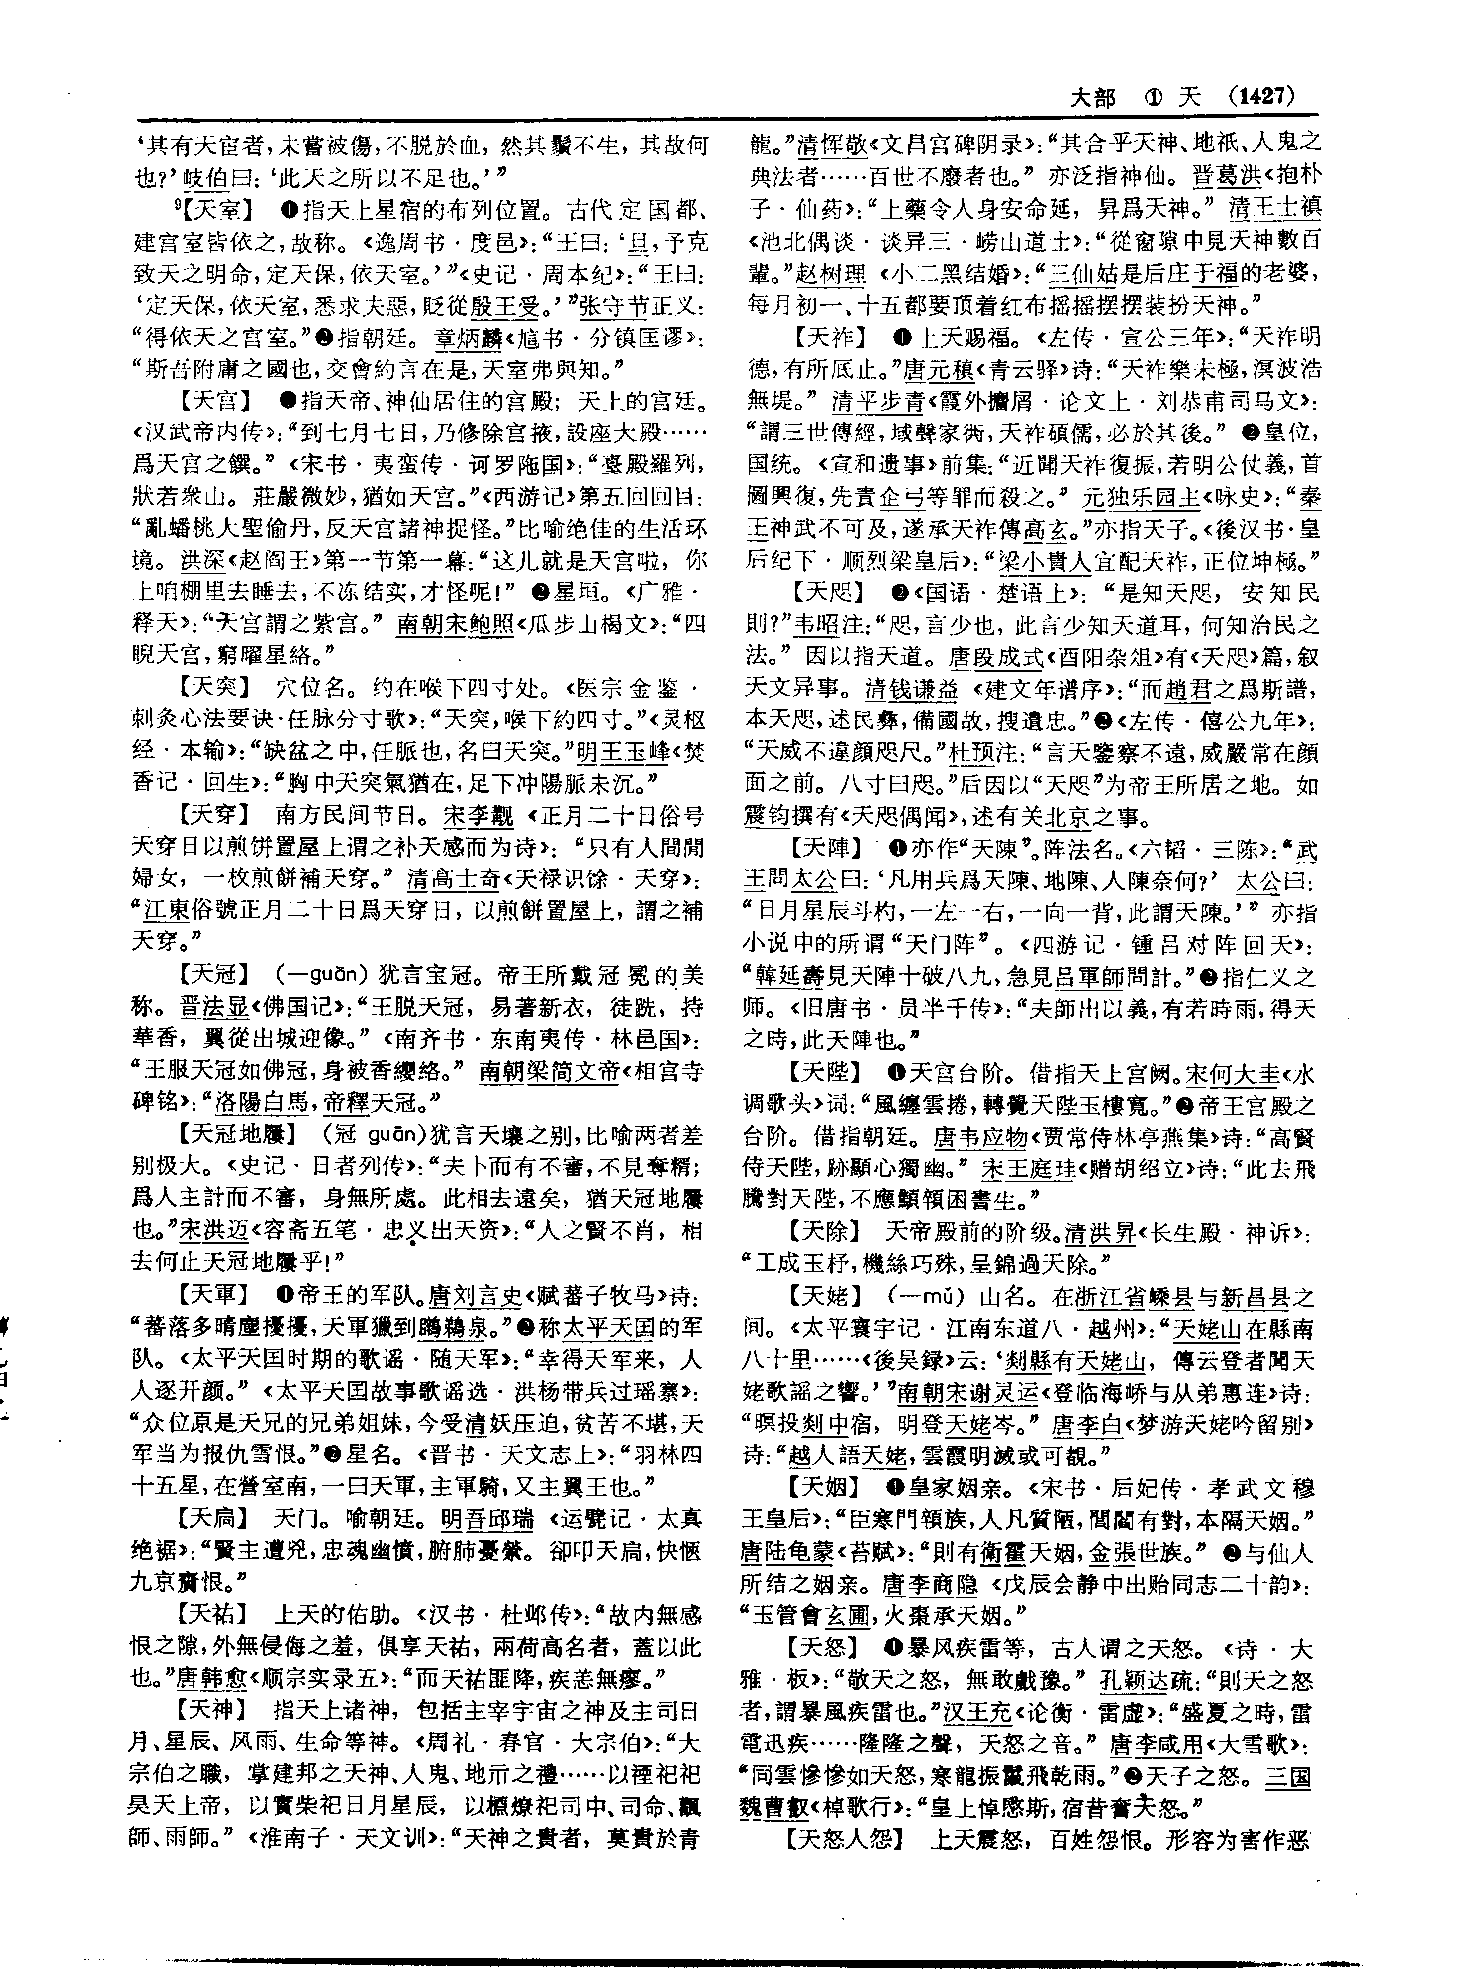 大部　① 天　(1427)
‘其有天宦者，未嘗被傷，不脱於血，然其鬚不生，其故何
也？’岐伯曰：‘此天之所以不足也。’”
⁹【天室】　❶指天上星宿的布列位置。古代定国都、
建宫室皆依之，故称。《逸周书·度邑》：“王曰：‘旦，予克
致天之明命，定天保，依天室。’”《史记·周本纪》：“王曰：
‘定天保，依天室，悉求夫惡，貶從殷王受。’”张守节正义：
“得依天之宫室。”❷指朝廷。章炳麟《訄书·分镇匡谬》：
“斯吾附庸之國也，交會約言在是，天室弗與知。”
【天宫】　❶指天帝、神仙居住的宫殿；天上的宫廷。
《汉武帝内传》：“到七月七日，乃修除宫掖，設座大殿……
爲天宫之饌。”《宋书·夷蛮传·诃罗陁国》：“臺殿羅列，
狀若衆山。莊嚴微妙，猶如天宫。”《西游记》第五回回目：
“亂蟠桃大聖偷丹，反天宫諸神捉怪。”比喻绝佳的生活环
境。洪深《赵阎王》第一节第一幕：“这儿就是天宫啦，你
上咱棚里去睡去，不冻结实，才怪呢！”❷星垣。《广雅·
释天》：“天宫謂之紫宫。”南朝宋鲍照《瓜步山楬文》：“四
睨天宫，窮曜星絡。”
【天突】　穴位名。约在喉下四寸处。《医宗金鉴·
刺灸心法要诀·任脉分寸歌》：“天突，喉下約四寸。”《灵枢
经·本输》：“缺盆之中，任脈也，名曰天突。”明王玉峰《焚
香记·回生》：“胸中天突氣猶在，足下冲陽脈未沉。”
【天穿】　南方民间节日。宋李觏《正月二十日俗号
天穿日以煎饼置屋上谓之补天感而为诗》：“只有人間閒
婦女，一枚煎餅補天穿。”清高士奇《天禄识馀·天穿》：
“江東俗號正月二十日爲天穿日，以煎餅置屋上，謂之補
天穿。”
【天冠】　（—guān）犹言宝冠。帝王所戴冠冕的美
称。晋法显《佛国记》：“王脱天冠，易著新衣，徒跣，持
華香，翼從出城迎像。”《南齐书·东南夷传·林邑国》：
“王服天冠如佛冠，身被香纓絡。”南朝梁简文帝《相宫寺
碑铭》：“洛陽白馬，帝釋天冠。”
【天冠地屨】　（冠 guān）犹言天壤之别，比喻两者差
别极大。《史记·日者列传》：“夫卜而有不審，不見奪糈；
爲人主計而不審，身無所處。此相去遠矣，猶天冠地屨
也。”宋洪迈《容斋五笔·忠义出天资》：“人之賢不肖，相
去何止天冠地屨乎！”
【天軍】　❶帝王的军队。唐刘言史《赋蕃子牧马》诗：
“蕃落多晴塵擾擾，天軍獵到鸊鵜泉。”❷称太平天囯的军
队。《太平天囯时期的歌谣·随天军》：“幸得天军来，人
人逐开颜。”《太平天囯故事歌谣选·洪杨带兵过瑶寨》：
“众位原是天兄的兄弟姐妹，今受清妖压迫，贫苦不堪，天
军当为报仇雪恨。”❸星名。《晋书·天文志上》：“羽林四
十五星，在營室南，一曰天軍，主軍騎，又主翼王也。”
【天扃】　天门。喻朝廷。明吾邱瑞《运甓记·太真
绝裾》：“賢主遭兇，忠魂幽憤，腑肺憂縈。卻叩天扃，快愜
九京齎恨。”
【天祐】　上天的佑助。《汉书·杜邺传》：“故内無感
恨之隙，外無侵侮之羞，俱享天祐，兩荷高名者，蓋以此
也。”唐韩愈《顺宗实录五》：“而天祐匪降，疾恙無瘳。”
【天神】　指天上诸神，包括主宰宇宙之神及主司日
月、星辰、风雨、生命等神。《周礼·春官·大宗伯》：“大
宗伯之職，掌建邦之天神、人鬼、地示之禮……以禋祀祀
昊天上帝，以實柴祀日月星辰，以槱燎祀司中、司命、飌
師、雨師。”《淮南子·天文训》：“天神之貴者，莫貴於青
龍。”清恽敬《文昌宫碑阴录》：“其合乎天神、地祇、人鬼之
典法者……百世不廢者也。”亦泛指神仙。晋葛洪《抱朴
子·仙药》：“上藥令人身安命延，昇爲天神。”清王士禛
《池北偶谈·谈异三·崂山道士》：“從窗隙中見天神數百
輩。”赵树理《小二黑结婚》：“三仙姑是后庄于福的老婆，
每月初一、十五都要顶着红布摇摇摆摆装扮天神。”
【天祚】　❶上天赐福。《左传·宣公三年》：“天祚明
德，有所厎止。”唐元稹《青云驿》诗：“天祚樂未極，溟波浩
無堤。”清平步青《霞外攟屑·论文上·刘恭甫司马文》：
“謂三世傳經，域聲家衖，天祚碩儒，必於其後。”❷皇位，
国统。《宣和遗事》前集：“近聞天祚復振，若明公仗義，首
圖興復，先責企弓等罪而殺之。”元独乐园主《咏史》：“秦
王神武不可及，遂承天祚傳高玄。”亦指天子。《後汉书·皇
后纪下·顺烈梁皇后》：“梁小貴人宜配天祚，正位坤極。”
【天咫】　❶《国语·楚语上》：“是知天咫，安知民
則？”韦昭注：“咫，言少也，此言少知天道耳，何知治民之
法。”因以指天道。唐段成式《酉阳杂俎》有《天咫》篇，叙
天文异事。清钱谦益《建文年谱序》：“而趙君之爲斯譜，
本天咫，述民彝，備國故，搜遺忠。”❷《左传·僖公九年》：
“天威不違顔咫尺。”杜预注：“言天鑒察不遠，威嚴常在顔
面之前。八寸曰咫。”后因以“天咫”为帝王所居之地。如
震钧撰有《天咫偶闻》，述有关北京之事。
【天陣】　❶亦作“天陳”。阵法名。《六韬·三陈》：“武
王問太公曰：‘凡用兵爲天陳、地陳、人陳奈何？’太公曰：
“日月星辰斗杓，一左一右，一向一背，此謂天陳。’”亦指
小说中的所谓“天门阵”。《四游记·锺吕对阵回天》：
“韓延壽見天陣十破八九，急見吕軍師問計。”❷指仁义之
师。《旧唐书·员半千传》：“夫師出以義，有若時雨，得天
之時，此天陣也。”
【天陛】　❶天宫台阶。借指天上宫阙。宋何大圭《水
调歌头》词：“風纏雲捲，轉覺天陛玉樓寬。”❷帝王宫殿之
台阶。借指朝廷。唐韦应物《贾常侍林亭燕集》诗：“高賢
侍天陛，跡顯心獨幽。”宋王庭珪《赠胡绍立》诗：“此去飛
騰對天陛，不應顦顇困書生。”
【天除】　天帝殿前的阶级。清洪昇《长生殿·神诉》：
“工成玉杼，機絲巧殊，呈錦過天除。”
【天姥】　（—mǔ）山名。在浙江省嵊县与新昌县之
间。《太平寰宇记·江南东道八·越州》：“天姥山在縣南
八十里……《後吴録》云：‘剡縣有天姥山，傳云登者聞天
姥歌謡之響。’”南朝宋谢灵运《登临海峤与从弟惠连》诗：
“暝投剡中宿，明登天姥岑。”唐李白《梦游天姥吟留别》
诗：“越人語天姥，雲霞明滅或可覩。”
【天姻】　❶皇家姻亲。《宋书·后妃传·孝武文穆
王皇后》：“臣寒門顇族，人凡質陋，閭閻有對，本隔天姻。”
唐陆龟蒙《苔赋》：“則有衛霍天姻，金張世族。”❷与仙人
所结之姻亲。唐李商隐《戊辰会静中出贻同志二十韵》：
“玉管會玄圃，火棗承天姻。”
【天怒】　❶暴风疾雷等，古人谓之天怒。《诗·大
雅·板》：“敬天之怒，無敢戲豫。”孔颖达疏：“則天之怒
者，謂暴風疾雷也。”汉王充《论衡·雷虚》：“盛夏之時，雷
電迅疾……隆隆之聲，天怒之音。”唐李咸用《大雪歌》：
“同雲慘慘如天怒，寒龍振鬣飛乾雨。”❷天子之怒。三国
魏曹叡《棹歌行》：“皇上悼愍斯，宿昔奮天怒。”
【天怒人怨】　上天震怒，百姓怨恨。形容为害作恶